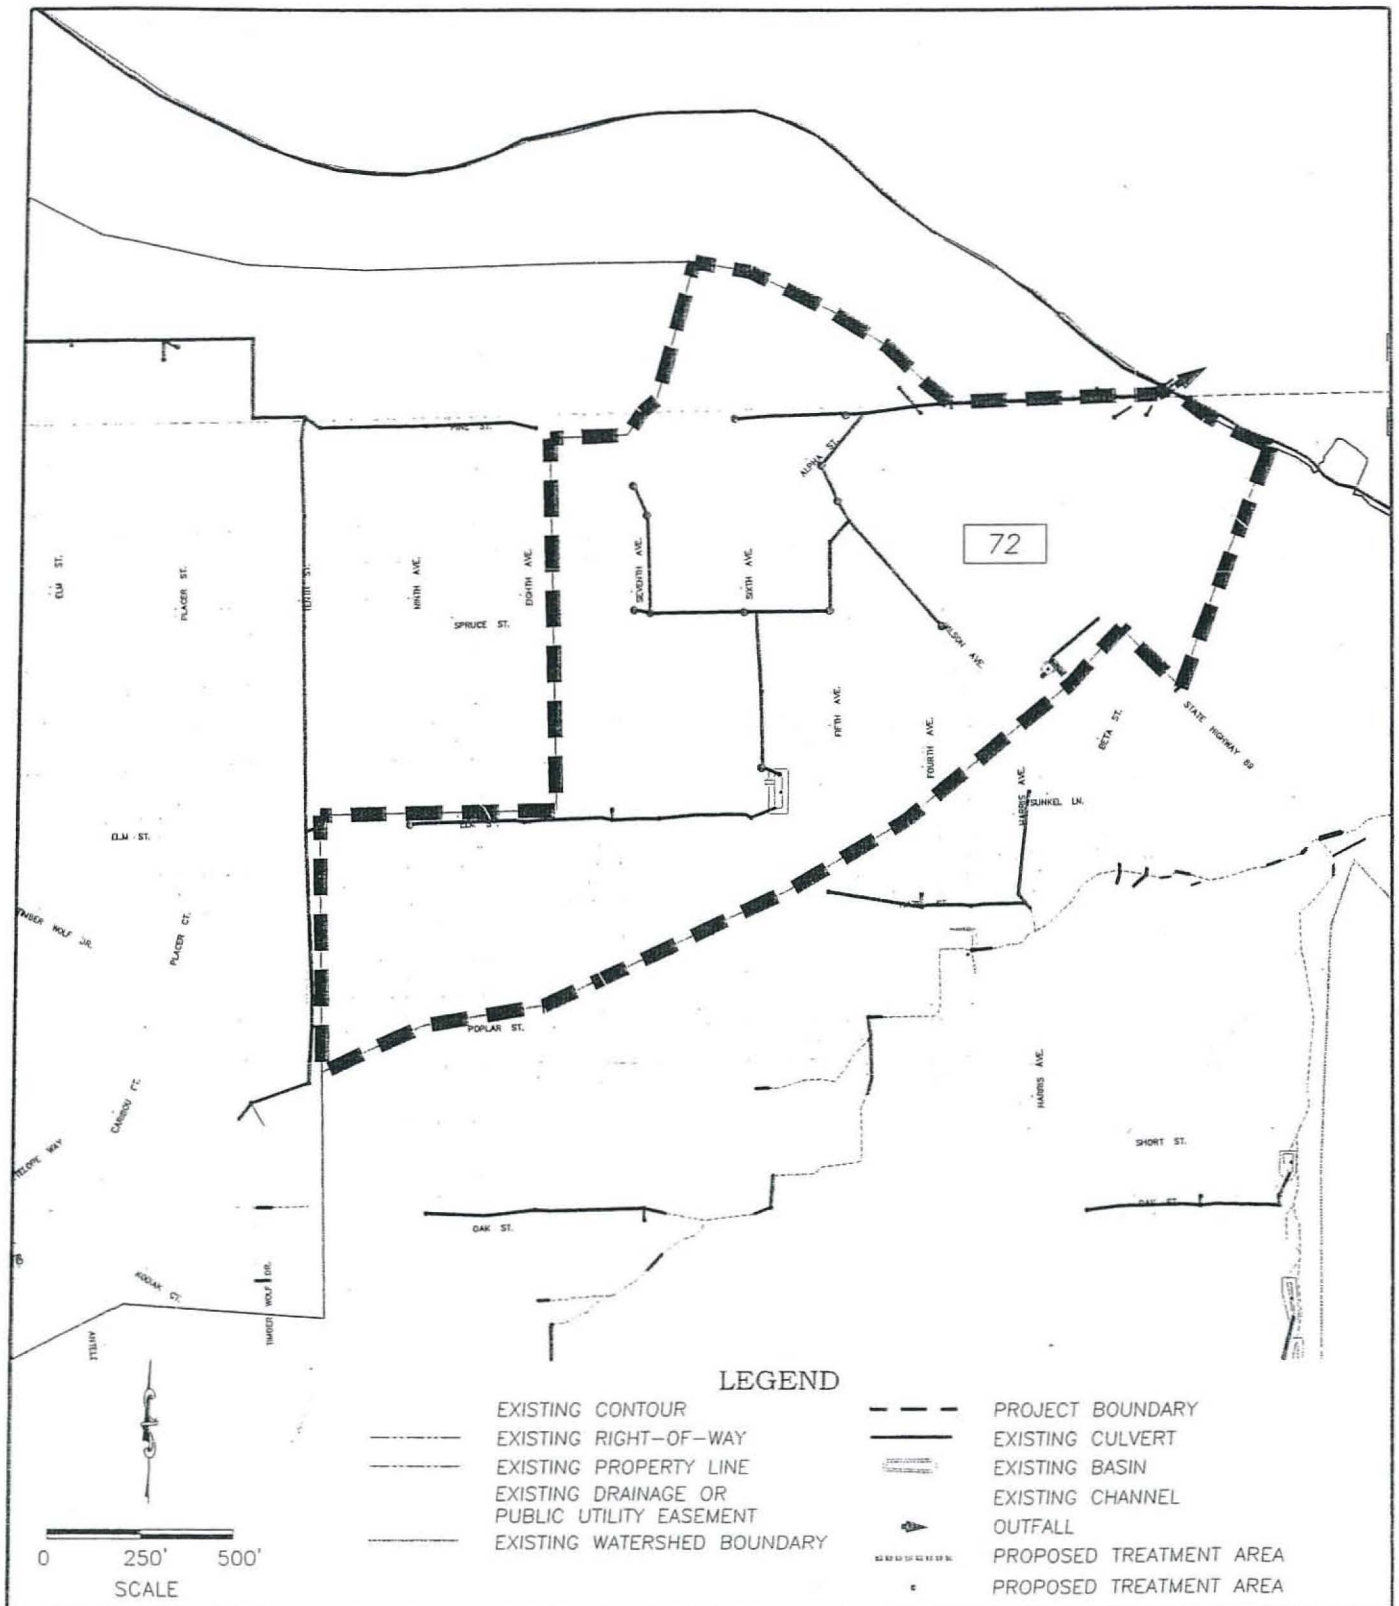 PINE ST.
ALPHA ST.
72
ELM ST.
PLACER ST.
TENTH ST.
NINTH AVE.
EIGHTH AVE.
SEVENTH AVE.
SIXTH AVE.
SPRUCE ST.
FIFTH AVE.
FOURTH AVE.
BETA ST.
STATE HIGHWAY 89
HARRIS AVE.
SUNKEL LN.
ELM ST.
PLACER CT.
POPLAR ST.
CARIBOU CT.
HARRIS AVE.
SHORT ST.
OAK ST.
OAK ST.
KODIAK CT.
TIMBER WOLF DR.
LEGEND
EXISTING CONTOUR
EXISTING RIGHT-OF-WAY
EXISTING PROPERTY LINE
EXISTING DRAINAGE OR
PUBLIC UTILITY EASEMENT
EXISTING WATERSHED BOUNDARY
PROJECT BOUNDARY
EXISTING CULVERT
EXISTING BASIN
EXISTING CHANNEL
OUTFALL
PROPOSED TREATMENT AREA
PROPOSED TREATMENT AREA
0 250' 500'
SCALE